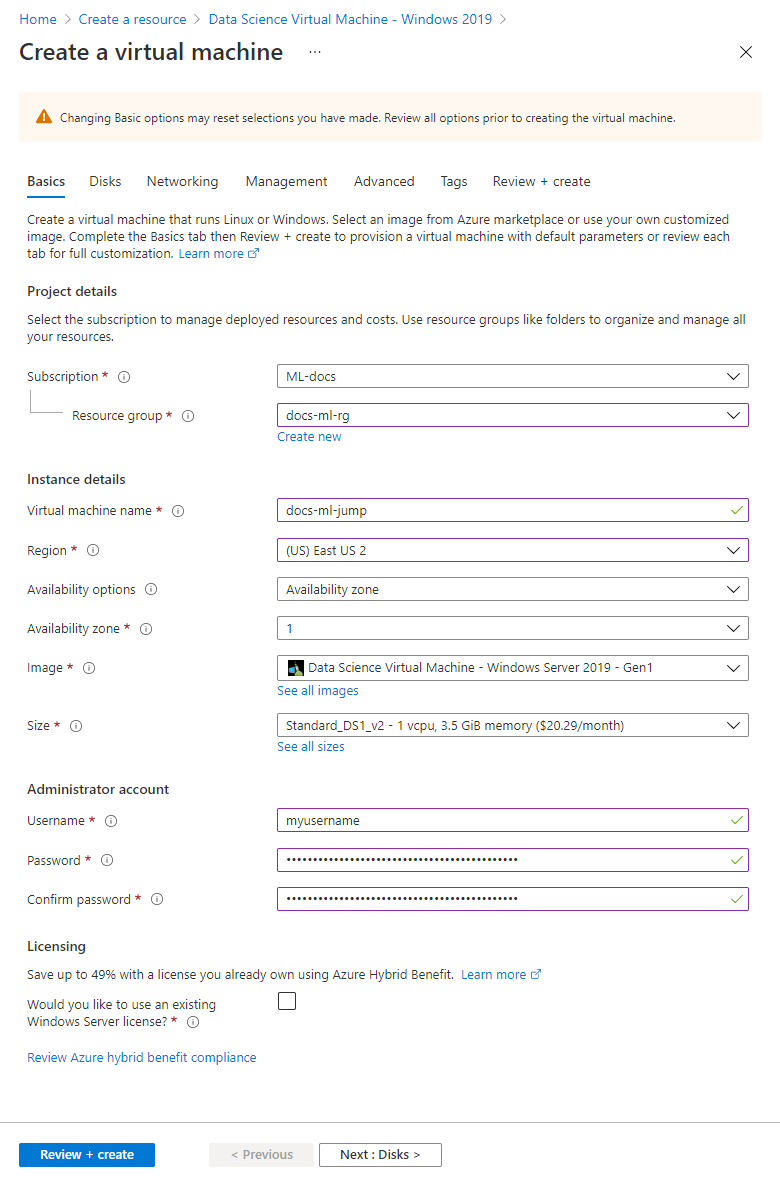 Home > Create a resource > Data Science Virtual Machine - Windows 2019 >
Create a virtual machine ...
Changing Basic options may reset selections you have made. Review all options prior to creating the virtual machine.
Basics Disks Networking Management Advanced Tags Review + create
Create a virtual machine that runs Linux or Windows. Select an image from Azure marketplace or use your own customized
image. Complete the Basics tab then Review + create to provision a virtual machine with default parameters or review each
tab for full customization. Learn more
Project details
Select the subscription to manage deployed resources and costs. Use resource groups like folders to organize and manage all
your resources.
Subscription * ML-docs
Resource group * docs-ml-rg
Create new
Instance details
Virtual machine name * docs-ml-jump
Region * (US) East US 2
Availability options Availability zone
Availability zone * 1
Image * Data Science Virtual Machine - Windows Server 2019 - Gen1
See all images
Size * Standard_DS1_v2 - 1 vcpu, 3.5 GiB memory ($20.29/month)
See all sizes
Administrator account
Username * myusername
Password * ••••••••••••••••••••••••••••••••••••••••••••
Confirm password * ••••••••••••••••••••••••••••••••••••••••••••
Licensing
Save up to 49% with a license you already own using Azure Hybrid Benefit. Learn more
Would you like to use an existing
Windows Server license? *
Review Azure hybrid benefit compliance
Review + create < Previous Next : Disks >